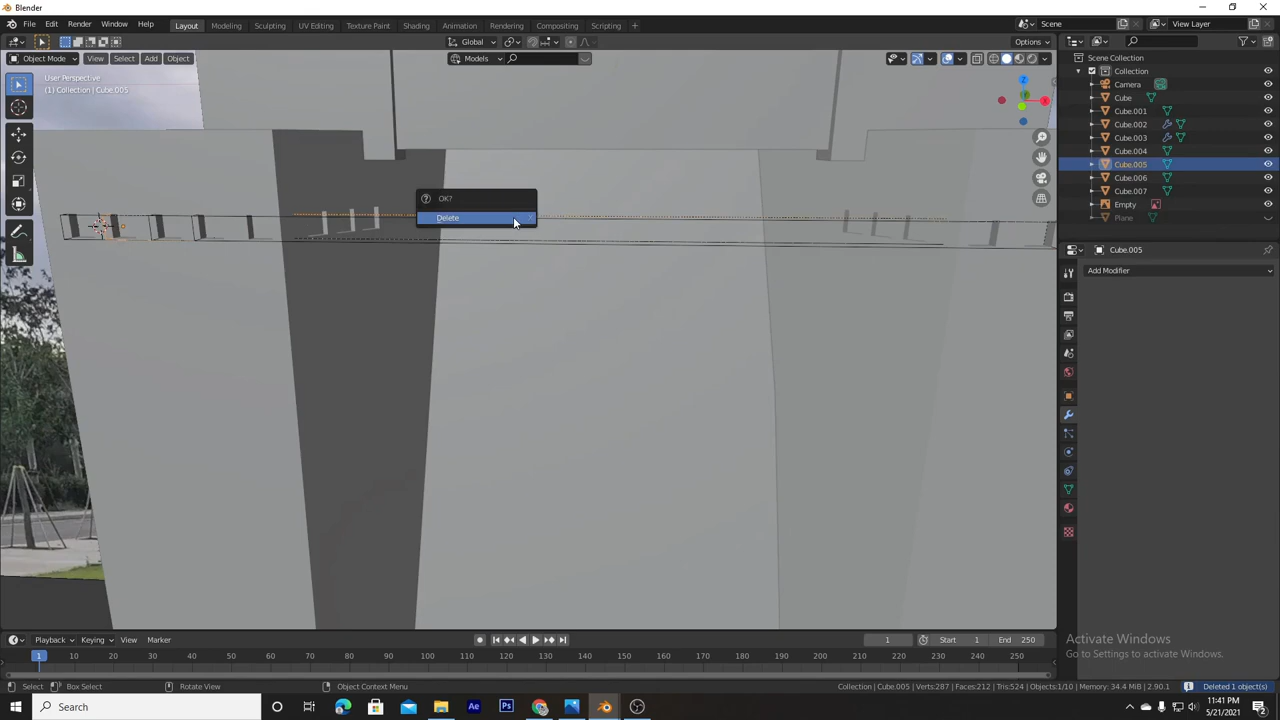 Blender
File Edit Render Window Help Layout Modeling Sculpting UV Editing Texture Paint Shading Animation Rendering Compositing Scripting + Scene View Layer
Global Options
Object Mode View Select Add Object Models
User Perspective
(1) Collection | Cube.005
Scene Collection
Collection
Camera
Cube
Cube.001
Cube.002
Cube.003
Cube.004
Cube.005
Cube.006
Cube.007
Empty
Plane
Cube.005
Add Modifier
OK?
Delete
Playback Keying View Marker 1 Start 1 End 250
1 10 20 30 40 50 60 70 80 90 100 110 120 130 140 150 160 170 180 190 200 210 220 230 240 250
Activate Windows
Go to Settings to activate Windows.
Select Box Select Rotate View Object Context Menu Collection | Cube.005 | Verts:287 | Faces:212 | Tris:524 | Objects:1/10 | Memory: 34.4 MiB | 2.90.1 Deleted 1 object(s)
Search
11:41 PM
5/21/2021